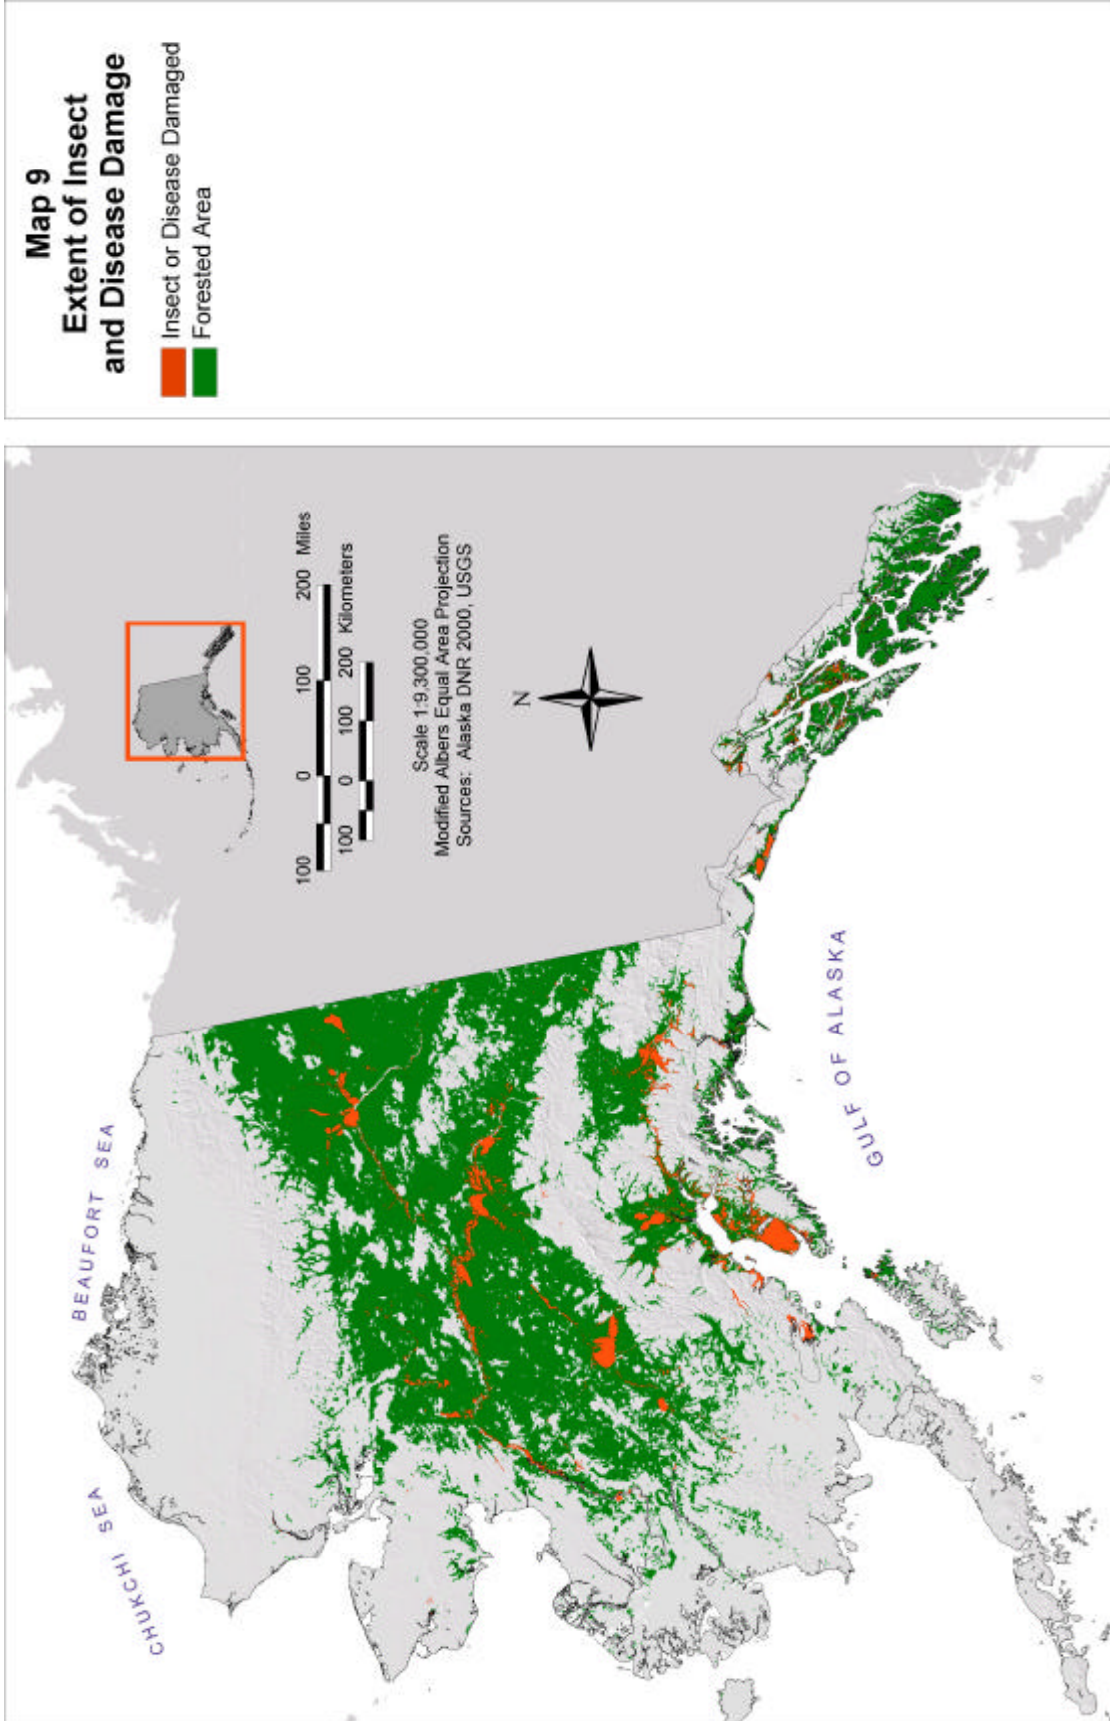 Map 9
Extent of Insect
and Disease Damage
Insect or Disease Damaged
Forested Area
100 0 100 200 Miles
100 0 100 200 Kilometers
Scale 1:9,300,000
Modified Albers Equal Area Projection
Sources: Alaska DNR 2000, USGS
N
BEAUFORT SEA
CHUKCHI SEA
GULF OF ALASKA